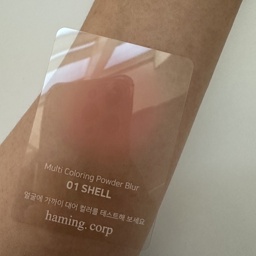 Multi Coloring Powder Blur
01 SHELL
얼굴에 가까이 대어 컬러를 테스트해 보세요
haming. corp